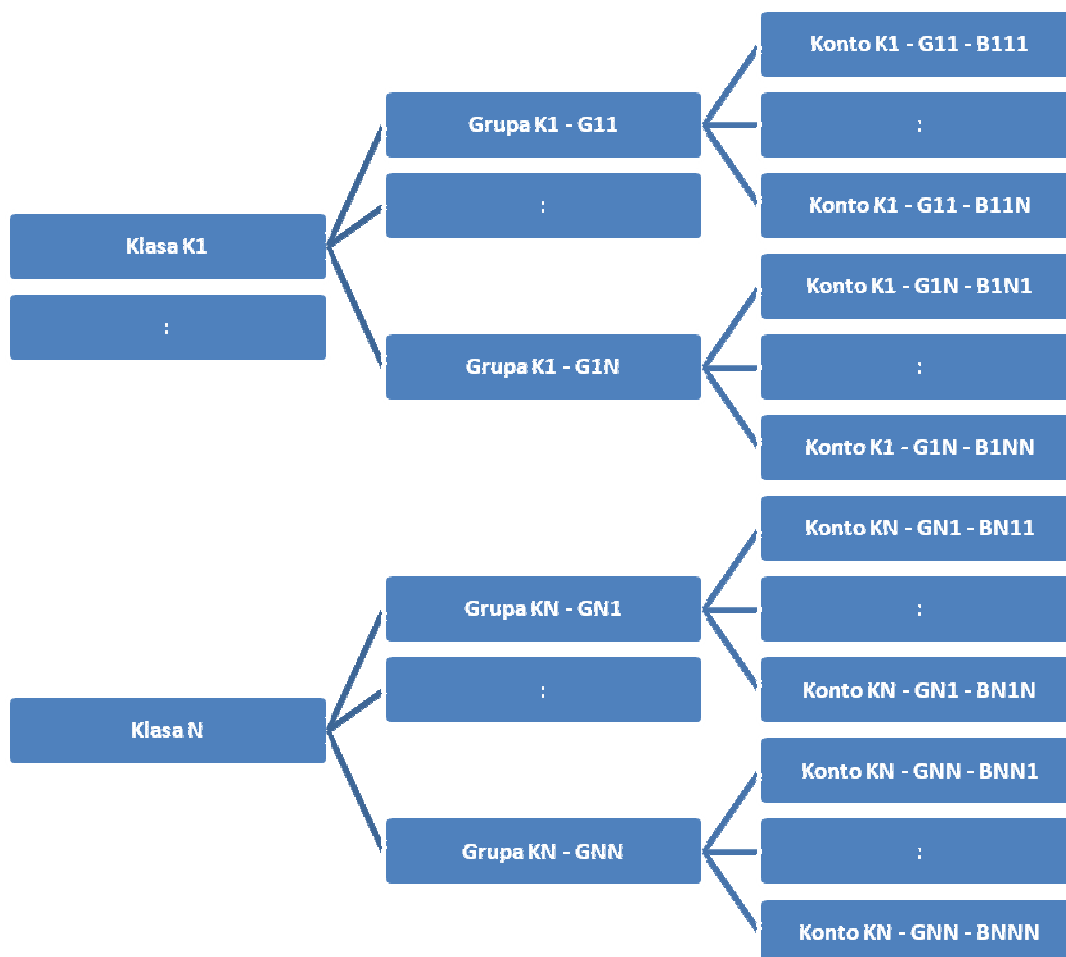 Klasa K1
:
Klasa N
Grupa K1 - G11
:
Grupa K1 - G1N
Grupa KN - GN1
:
Grupa KN - GNN
Konto K1 - G11 - B111
:
Konto K1 - G11 - B11N
Konto K1 - G1N - B1N1
:
Konto K1 - G1N - B1NN
Konto KN - GN1 - BN11
:
Konto KN - GN1 - BN1N
Konto KN - GNN - BNN1
:
Konto KN - GNN - BNNN